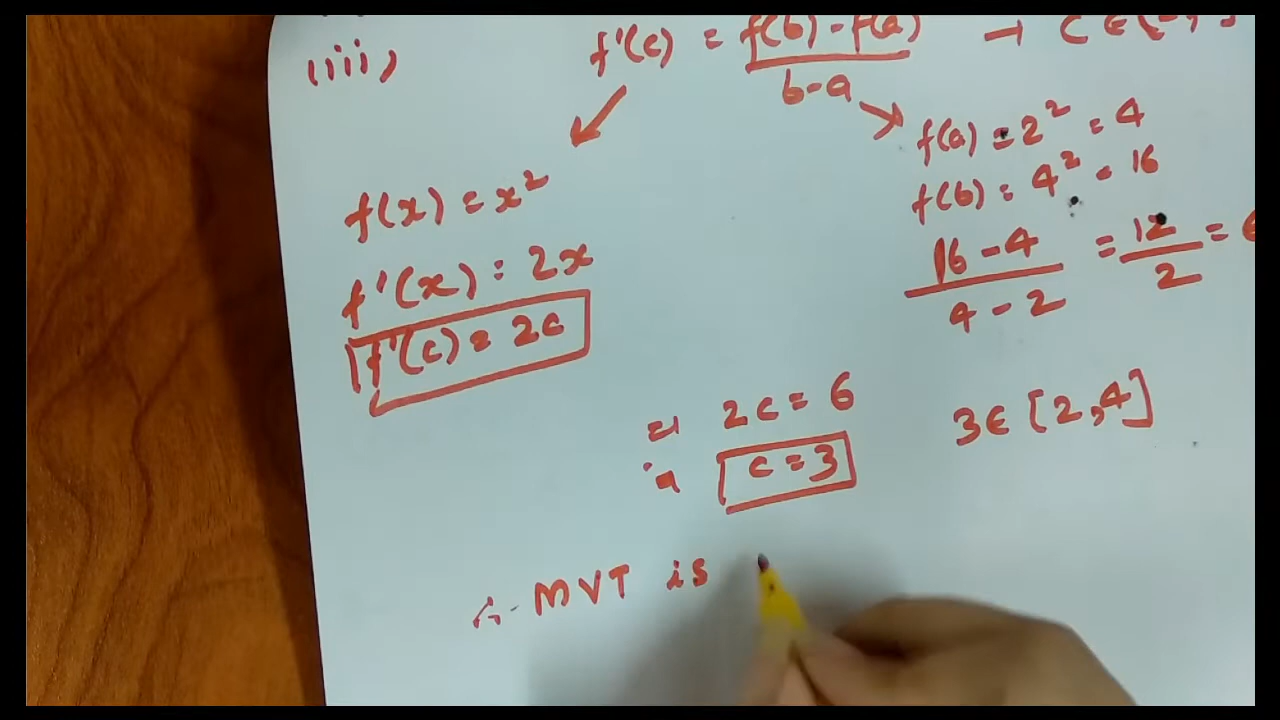 (iii) f'(c) = f(b) - f(a) / b-a → c ∈
f(a) = 2² = 4
f(x) = x²
f(b) = 4² = 16
16 - 4 / 4 - 2 = 12 / 2 =
f'(x) = 2x
f'(c) = 2c
⇒ 2c = 6
3 ∈ [2,4]
c = 3
∴ MVT is